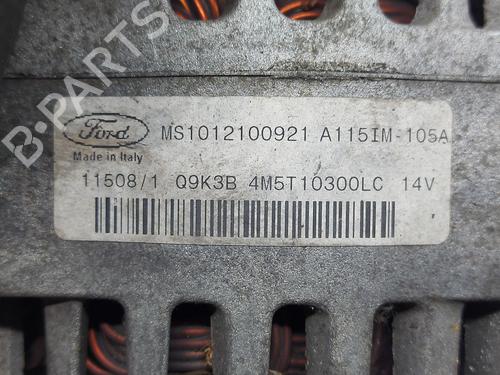 B-PARTS
Ford MS1012100921 A115IM-105A
Made in Italy
11508/1 Q9K3B 4M5T10300LC 14V